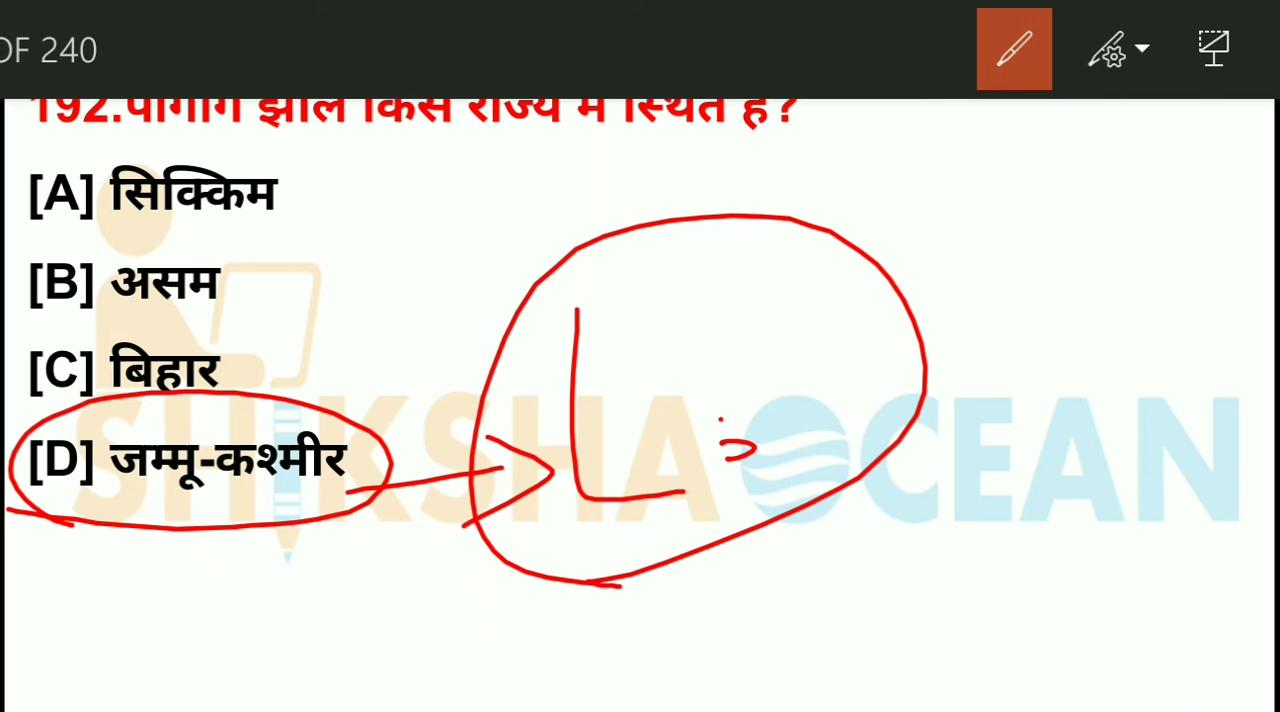 OF 240
192.पांगोंग झील किस राज्य में स्थित है?
[A] सिक्किम
[B] असम
[C] बिहार
[D] जम्मू-कश्मीर
SHIKSHA OCEAN
L